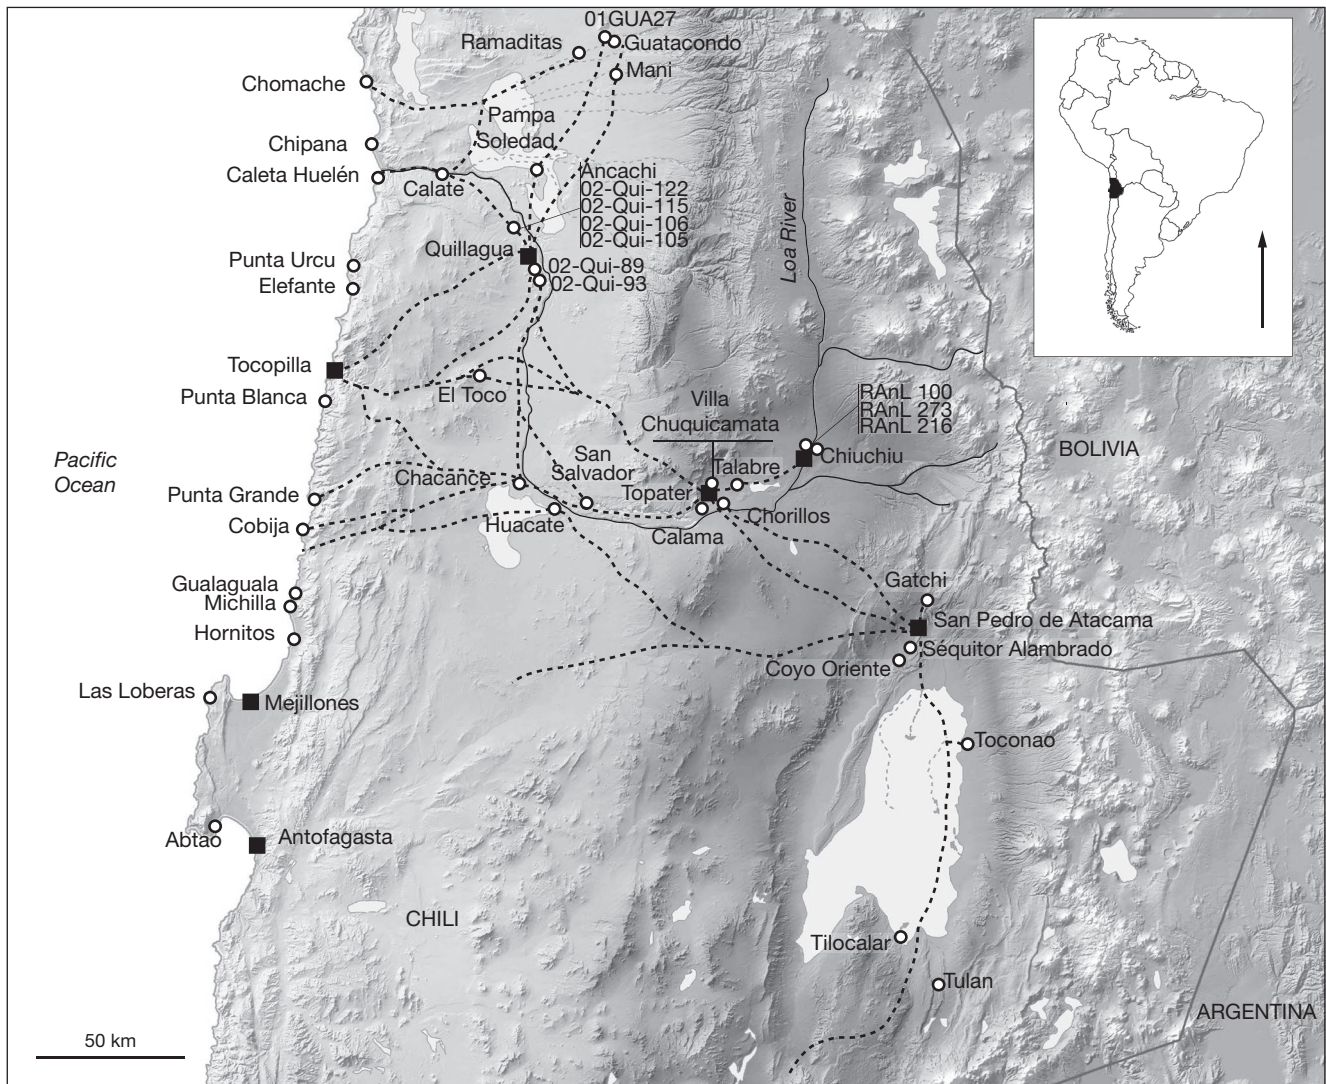 01GUA27
Ramaditas
Guatacondo
Mani
Chomache
Pampa
Soledad
Chipana
Caleta Huelén
Calate
Ancachi
02-Qui-122
02-Qui-115
02-Qui-106
02-Qui-105
Loa River
Quillagua
Punta Urcu
02-Qui-89
Elefante
02-Qui-93
Tocopilla
Punta Blanca
El Toco
Villa
Chuquicamata
RAnL 100
RAnL 273
RAnL 216
BOLIVIA
Pacific
Ocean
San
Salvador
Chiuchiu
Talabre
Chacance
Topater
Punta Grande
Cobija
Huacate
Chorillos
Calama
Gualaguala
Michilla
Gatchi
Hornitos
San Pedro de Atacama
Séquitor Alambrado
Coyo Oriente
Las Loberas
Mejillones
Toconao
Abtao
Antofagasta
CHILI
Tilocalar
Tulan
ARGENTINA
50 km